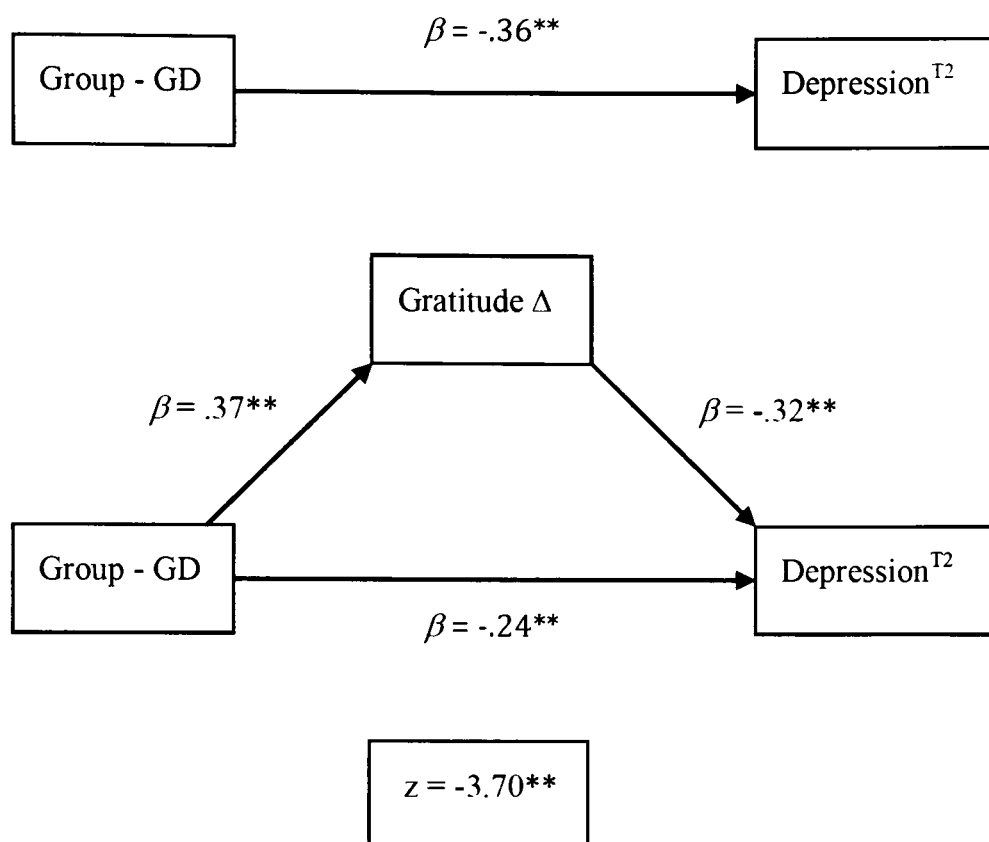 β = -.36**
Group - GD
Depression^T2
Gratitude Δ
β = .37**
β = -.32**
Group - GD
Depression^T2
β = -.24**
z = -3.70**